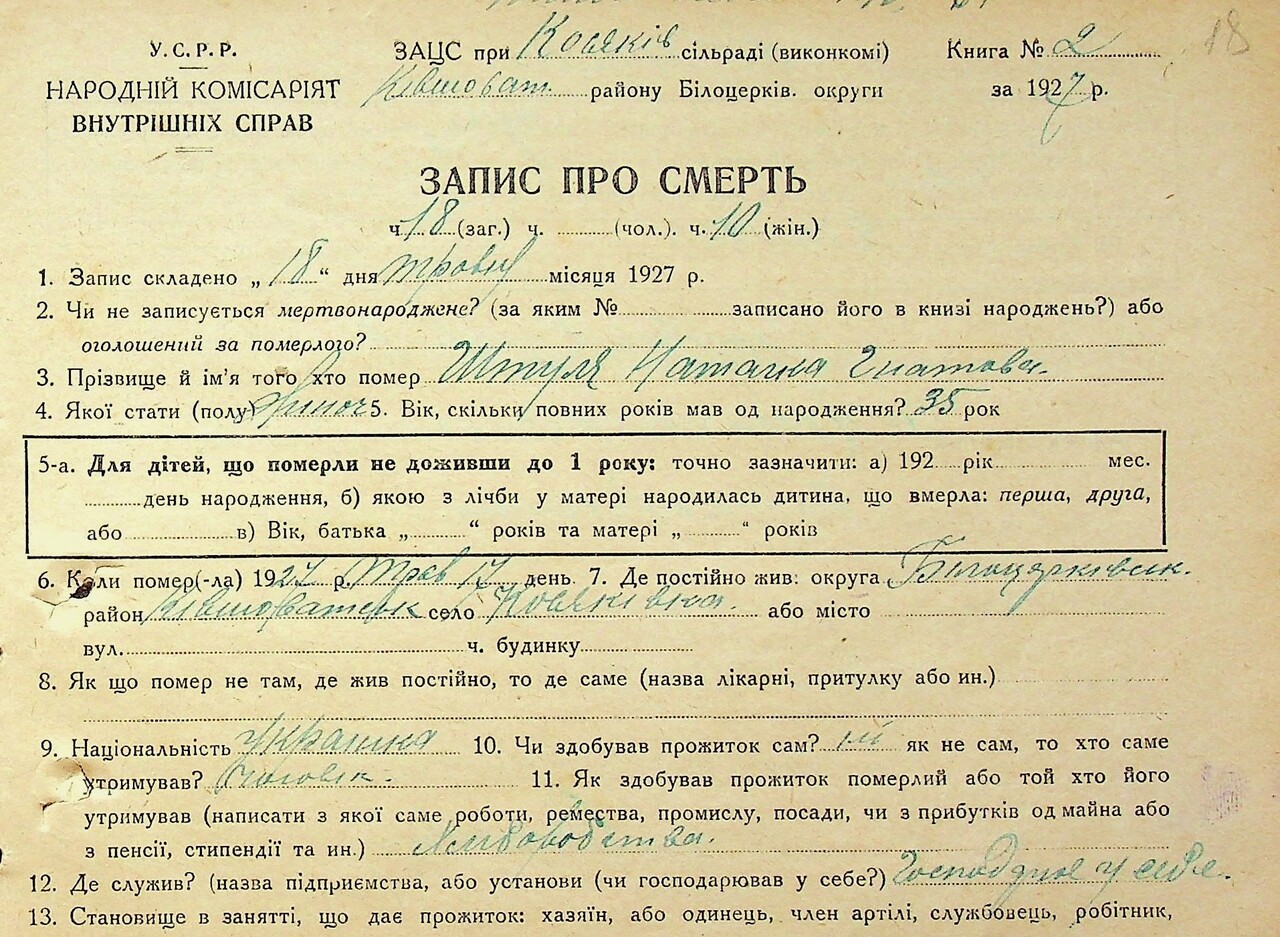 18
У.С.Р.Р.
НАРОДНІЙ КОМІСАРІЯТ
ВНУТРІШНІХ СПРАВ
ЗАЦС при Косяків сільраді (виконкомі)
Ківшоват. району Білоцерків. округи
Книга № 2
за 1927 р.
ЗАПИС ПРО СМЕРТЬ
ч. 18 (заг.) ч. (чол.). ч. 10 (жін.)
1. Запис складено „ 18 “ дня травня місяця 1927 р.
2. Чи не записується мертвонароджене? (за яким № записано його в книзі народжень?) або
оголошений за померлого?
3. Прізвище й ім'я того хто помер Штуля Наталка Гнатова.
4. Якої стати (полу) жіноч 5. Вік, скільки повних років мав од народження? 35 рок
5-а. Для дітей, що померли не доживши до 1 року: точно зазначити: а) 192 рік мес.
день народження, б) якою з лічби у матері народилась дитина, що вмерла: перша, друга,
або в) Вік, батька „ “ років та матері „ “ років
6. Коли помер(-ла) 1927 р. Трав 17 день 7. Де постійно жив: округа Білоцерківськ.
район Ківшоватськ село Косяківка. або місто
вул. ч. будинку
8. Як що помер не там, де жив постійно, то де саме (назва лікарні, притулку або ин.)
9. Національність Українка 10. Чи здобував прожиток сам? ні як не сам, то хто саме
утримував? Чоловік. 11. Як здобував прожиток померлий або той хто його
утримував (написати з якої саме роботи, ремества, промислу, посади, чи з прибутків од майна або
з пенсії, стипендії та ин.) Хліборобства.
12. Де служив? (назва підприємства, або установи (чи господарював у себе?) у себе.
13. Становище в занятті, що дає прожиток: хазяїн, або одинець, член артілі, службовець, робітник,